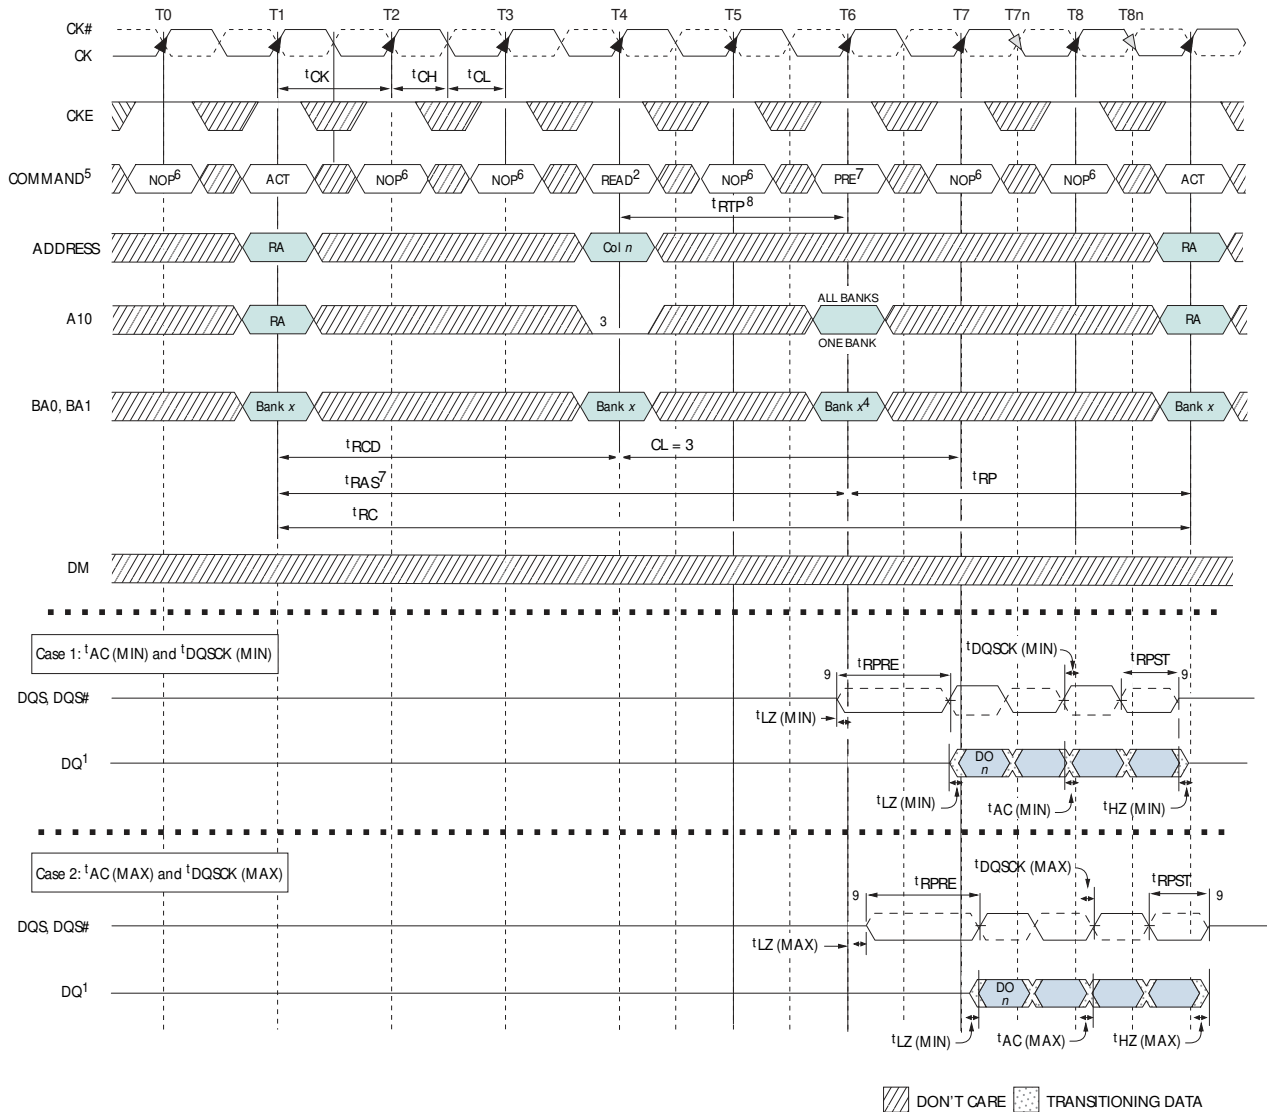 T0 T1 T2 T3 T4 T5 T6 T7 T7n T8 T8n
CK#
CK
tCK tCH tCL
CKE
COMMAND5 NOP6 ACT NOP6 NOP6 READ2 NOP6 PRE7 NOP6 NOP6 ACT
tRTP8
ADDRESS RA Col n RA
ALL BANKS
A10 RA 3 RA
ONE BANK
BA0, BA1 Bank x Bank x Bank x4 Bank x
tRCD CL = 3
tRAS7 tRP
tRC
DM
Case 1: tAC (MIN) and tDQSCK (MIN)
tDQSCK (MIN)
9 tRPRE tRPST 9
DQS, DQS#
tLZ (MIN)
DQ1 DO
n
tLZ (MIN) tAC (MIN) tHZ (MIN)
Case 2: tAC (MAX) and tDQSCK (MAX)
tDQSCK (MAX)
9 tRPRE tRPST 9
DQS, DQS#
tLZ (MAX)
DQ1 DO
n
tLZ (MIN) tAC (MAX) tHZ (MAX)
DON'T CARE TRANSITIONING DATA